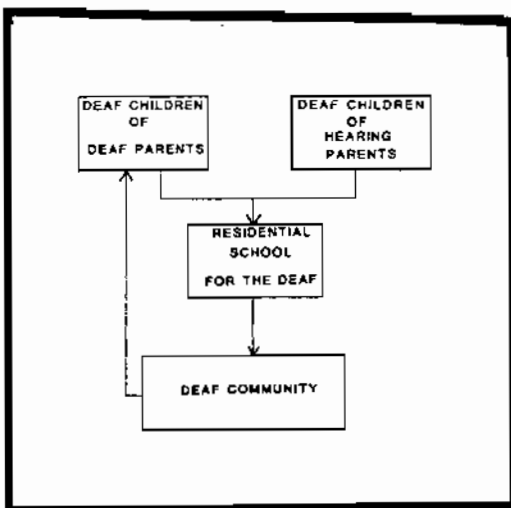 DEAF CHILDREN
OF
DEAF PARENTS
DEAF CHILDREN
OF
HEARING
PARENTS
RESIDENTIAL
SCHOOL
FOR THE DEAF
DEAF COMMUNITY